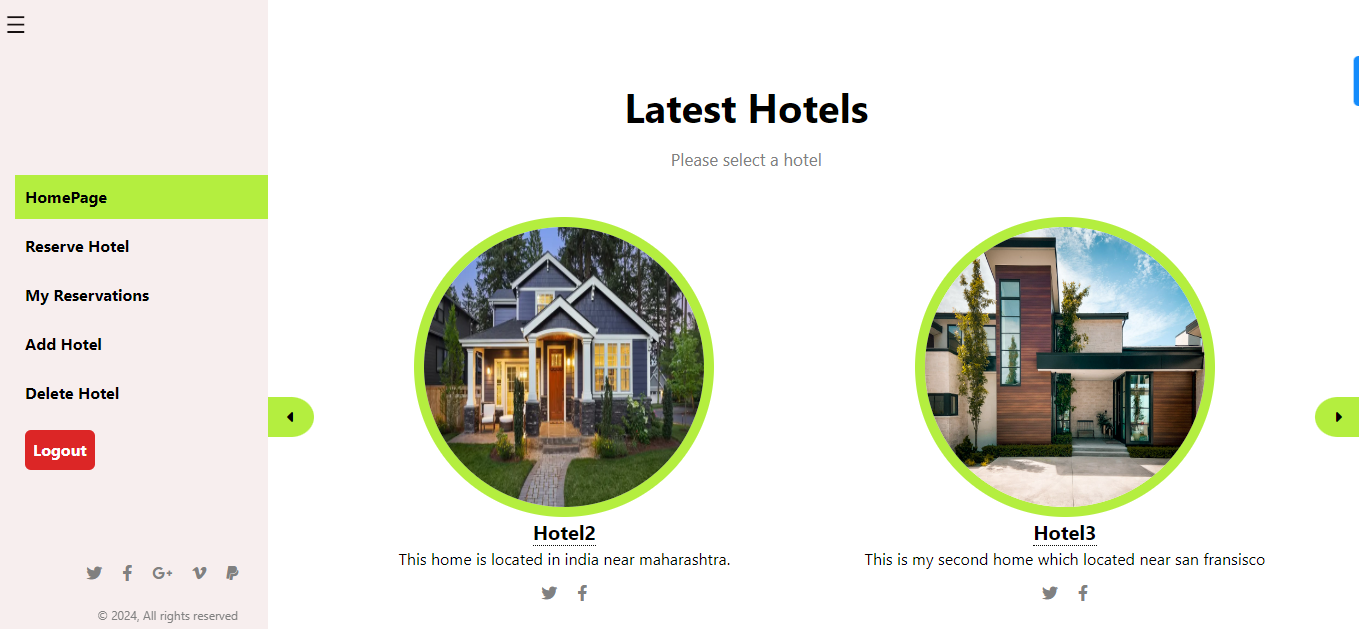 HomePage
Reserve Hotel
My Reservations
Add Hotel
Delete Hotel
Logout
© 2024, All rights reserved
Latest Hotels
Please select a hotel
Hotel2
This home is located in india near maharashtra.
Hotel3
This is my second home which located near san fransisco